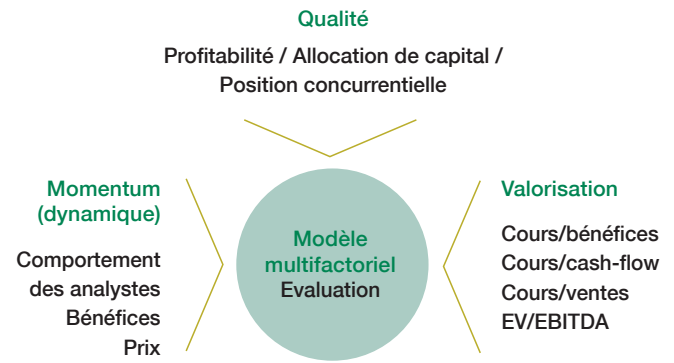 Qualité
Profitabilité / Allocation de capital /
Position concurrentielle
Momentum
(dynamique)
Comportement
des analystes
Bénéfices
Prix
Modèle
multifactoriel
Evaluation
Valorisation
Cours/bénéfices
Cours/cash-flow
Cours/ventes
EV/EBITDA